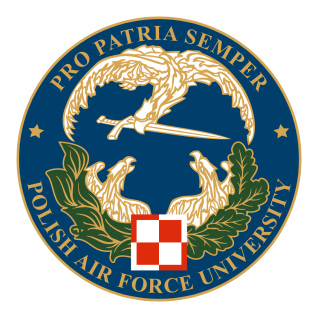 PRO PATRIA SEMPER
POLISH AIR FORCE UNIVERSITY